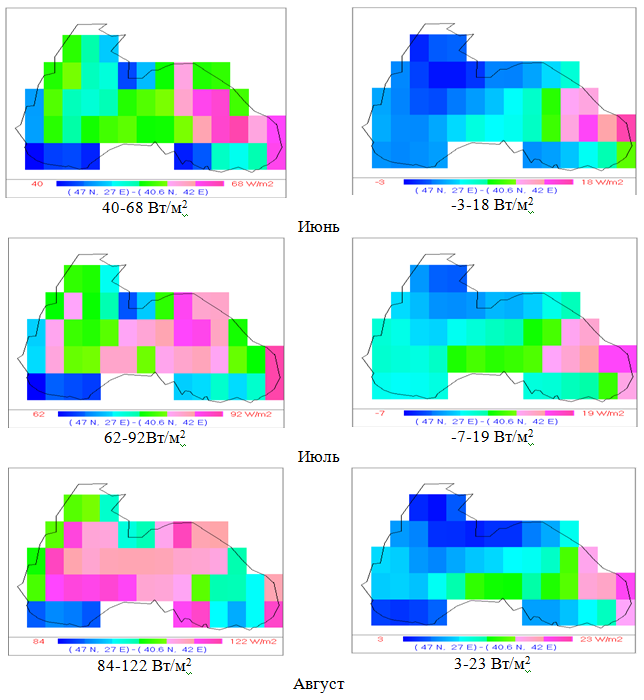 40 68 W/m2
( 47 N, 27 E) - ( 40.6 N, 42 E)
40-68 Вт/м²
-3 18 W/m2
( 47 N, 27 E) - ( 40.6 N, 42 E)
-3-18 Вт/м²
Июнь
62 92 W/m2
( 47 N, 27 E) - ( 40.6 N, 42 E)
62-92Вт/м²
-7 19 W/m2
( 47 N, 27 E) - ( 40.6 N, 42 E)
-7-19 Вт/м²
Июль
84 122 W/m2
( 47 N, 27 E) - ( 40.6 N, 42 E)
84-122 Вт/м²
3 23 W/m2
( 47 N, 27 E) - ( 40.6 N, 42 E)
3-23 Вт/м²
Август